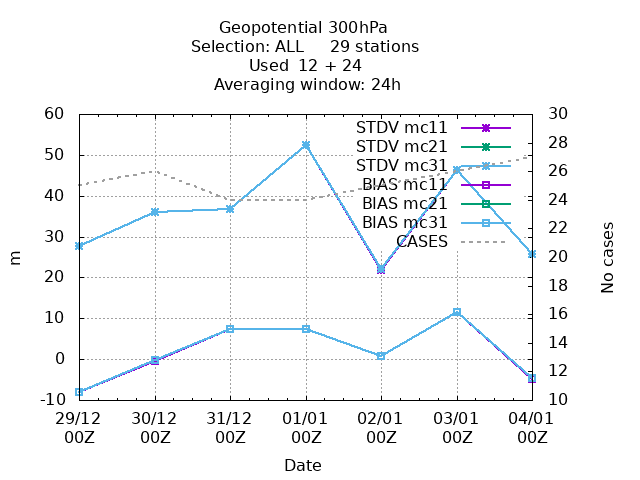 Geopotential 300hPa
Selection: ALL     29 stations
Used  12 + 24
Averaging window: 24h
60
50
40
30
20
10
0
-10
m
30
28
26
24
22
20
18
16
14
12
10
No cases
STDV mc11
STDV mc21
STDV mc31
BIAS mc11
BIAS mc21
BIAS mc31
CASES
29/12 30/12 31/12 01/01 02/01 03/01 04/01
00Z 00Z 00Z 00Z 00Z 00Z 00Z
Date